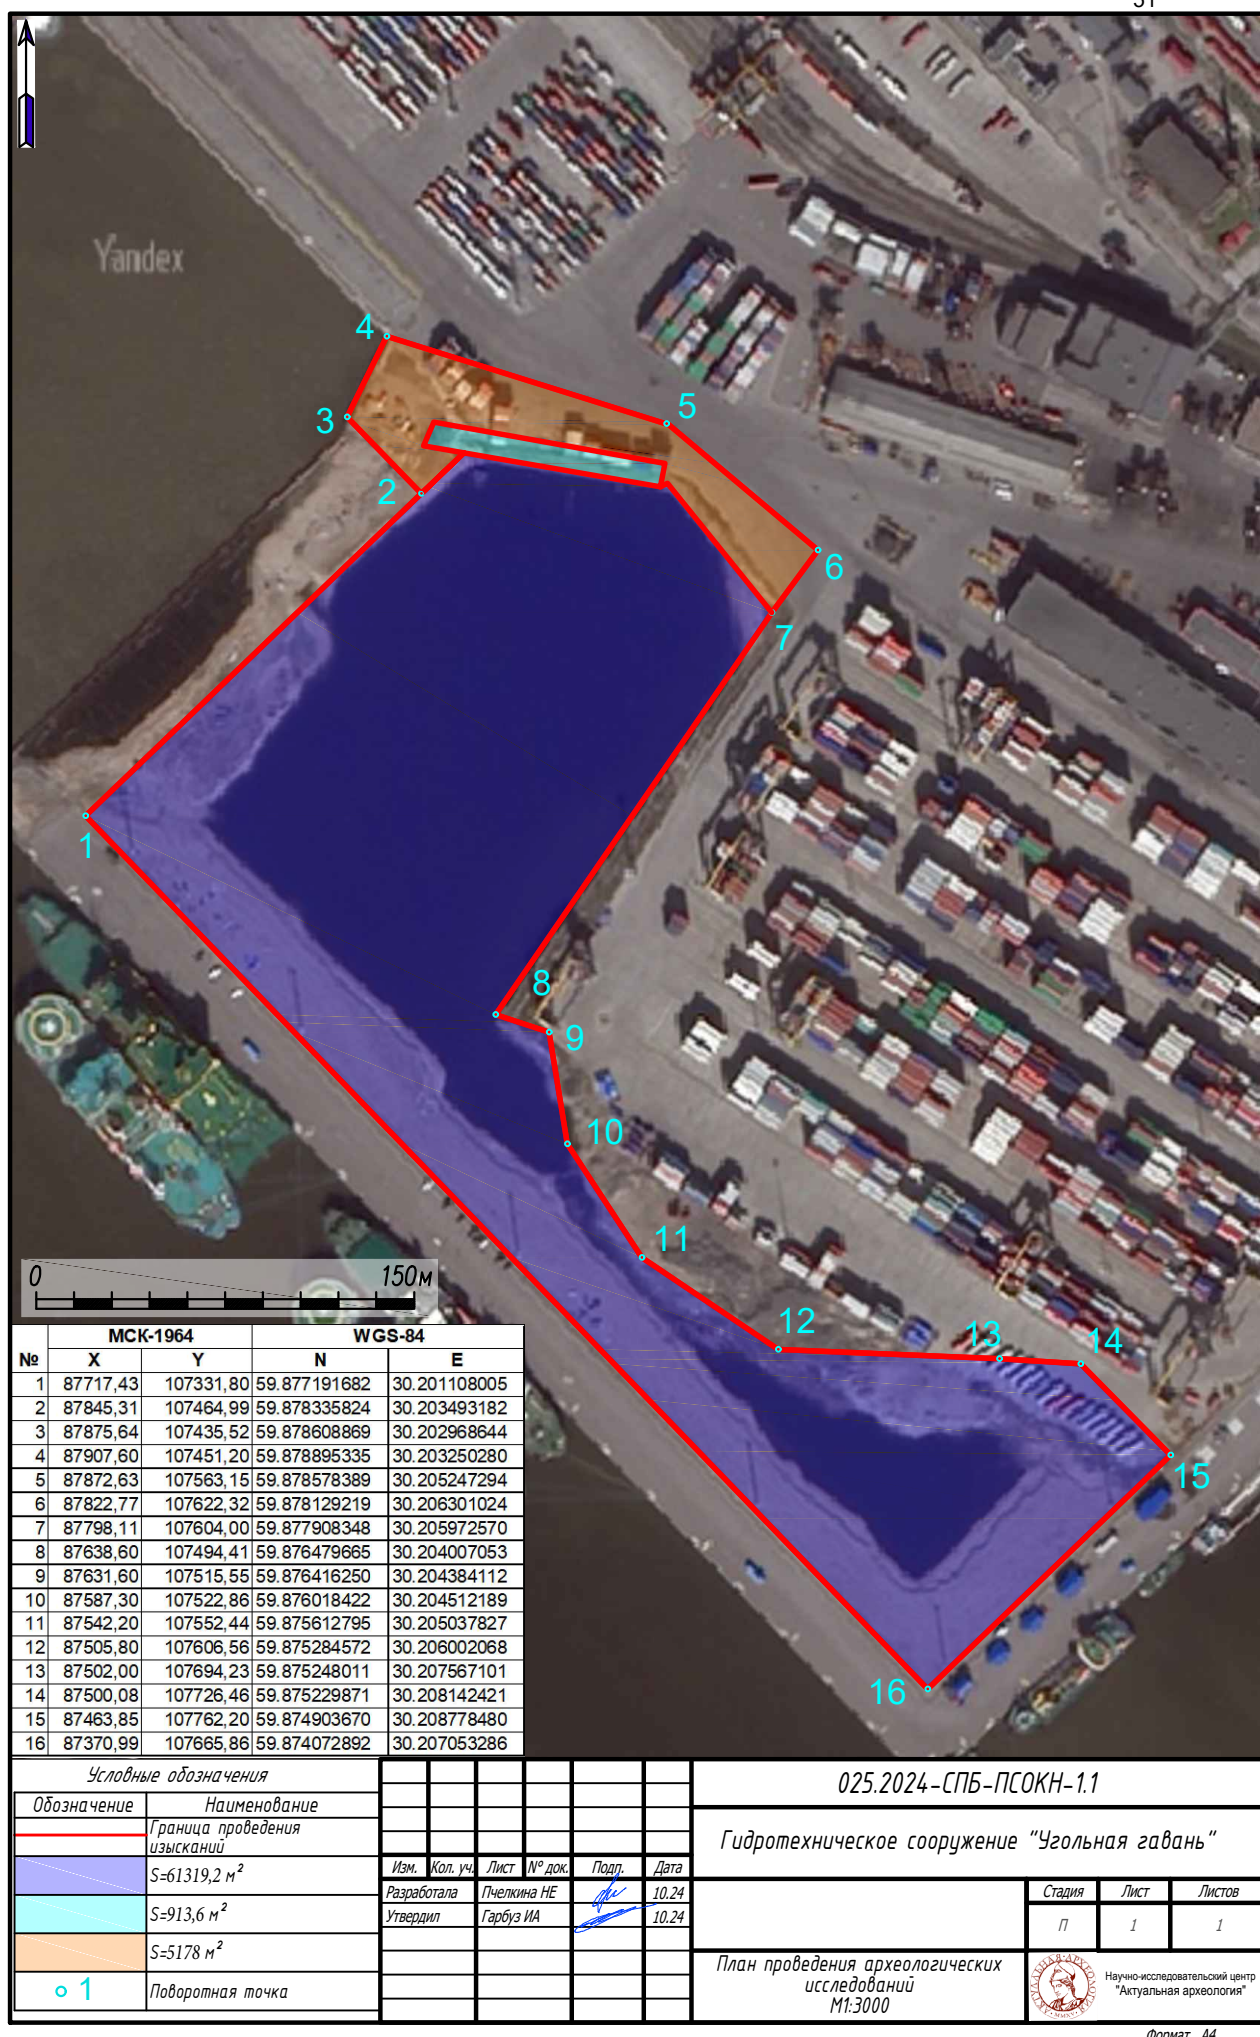 31
Yandex
4
3
5
2
6
7
1
8
9
10
11
12
13
14
15
16
0 150м
МСК-1964 WGS-84
№ X Y N E
1 87717,43 107331,80 59.877191682 30.201108005
2 87845,31 107464,99 59.878335824 30.203493182
3 87875,64 107435,52 59.878608869 30.202968644
4 87907,60 107451,20 59.878895335 30.203250280
5 87872,63 107563,15 59.878578389 30.205247294
6 87822,77 107622,32 59.878129219 30.206301024
7 87798,11 107604,00 59.877908348 30.205972570
8 87638,60 107494,41 59.876479665 30.204007053
9 87631,60 107515,55 59.876416250 30.204384112
10 87587,30 107522,86 59.876018422 30.204512189
11 87542,20 107552,44 59.875612795 30.205037827
12 87505,80 107606,56 59.875284572 30.206002068
13 87502,00 107694,23 59.875248011 30.207567101
14 87500,08 107726,46 59.875229871 30.208142421
15 87463,85 107762,20 59.874903670 30.208778480
16 87370,99 107665,86 59.874072892 30.207053286
Условные обозначения
Обозначение Наименование
Граница проведения
изысканий
S=61319,2 м²
S=913,6 м²
S=5178 м²
1 Поворотная точка
Изм. Кол. уч. Лист № док. Подп. Дата
Разработала Пчелкина НЕ 10.24
Утвердил Гарбуз ИА 10.24
025.2024-СПБ-ПСОКН-1.1
Гидротехническое сооружение "Угольная гавань"
Стадия Лист Листов
П 1 1
План проведения археологических
исследований
М1:3000
Научно-исследовательский центр
"Актуальная археология"
Формат А4